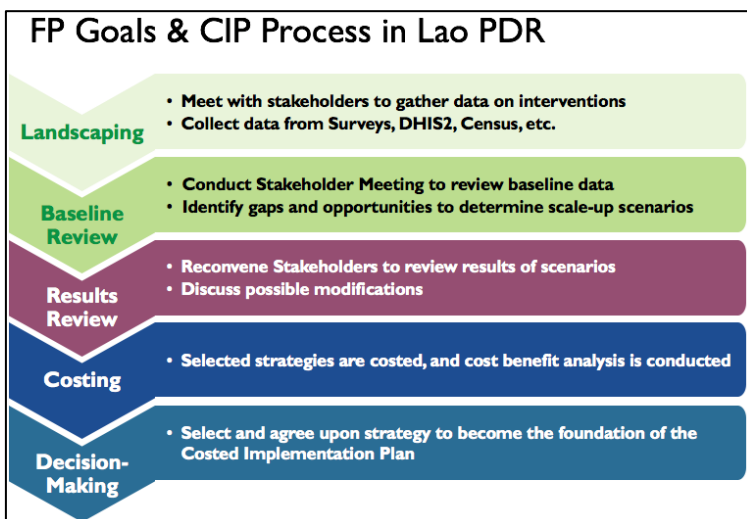 FP Goals & CIP Process in Lao PDR
Landscaping
• Meet with stakeholders to gather data on interventions
• Collect data from Surveys, DHIS2, Census, etc.
Baseline
Review
• Conduct Stakeholder Meeting to review baseline data
• Identify gaps and opportunities to determine scale-up scenarios
Results
Review
• Reconvene Stakeholders to review results of scenarios
• Discuss possible modifications
Costing
• Selected strategies are costed, and cost benefit analysis is conducted
Decision-
Making
• Select and agree upon strategy to become the foundation of the
Costed Implementation Plan